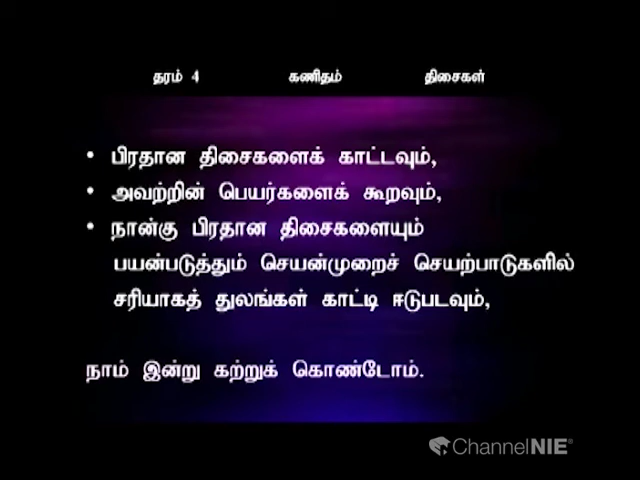 தரம் 4 கணிதம் திசைகள்
• பிரதான திசைகளைக் காட்டவும்,
• அவற்றின் பெயர்களைக் கூறவும்,
• நான்கு பிரதான திசைகளையும்
பயன்படுத்தும் செயன்முறைச் செயற்பாடுகளில்
சரியாகத் துலங்கள் காட்டி ஈடுபடவும்,
நாம் இன்று கற்றுக் கொண்டோம்.
ChannelNIE